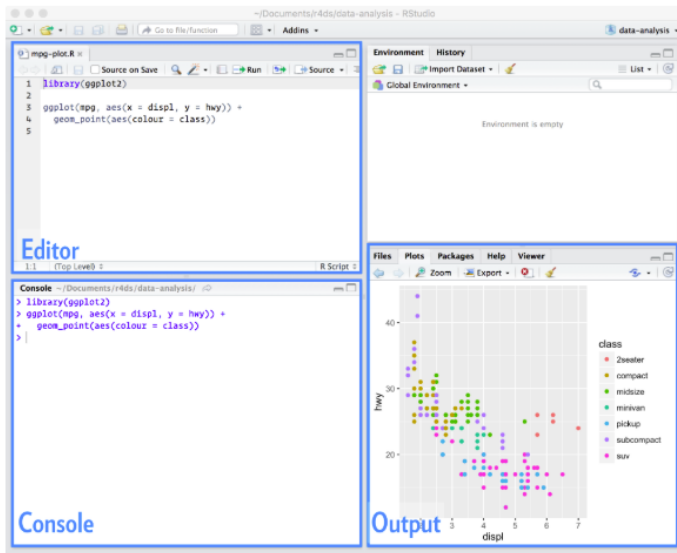 ~/Documents/r4ds/data-analysis - RStudio
Go to file/function
Addins
data-analysis
mpg-plot.R
Source on Save
Run
Source
1 library(ggplot2)
2
3 ggplot(mpg, aes(x = displ, y = hwy)) +
4 geom_point(aes(colour = class))
5
Editor
1:1 (Top Level) R Script
Console ~/Documents/r4ds/data-analysis/
> library(ggplot2)
> ggplot(mpg, aes(x = displ, y = hwy)) +
+ geom_point(aes(colour = class))
>
Console
Environment History
Import Dataset
List
Global Environment
Environment is empty
Files Plots Packages Help Viewer
Zoom Export
40
30
20
hwy
3 4 5 6 7
displ
class
2seater
compact
midsize
minivan
pickup
subcompact
suv
Output